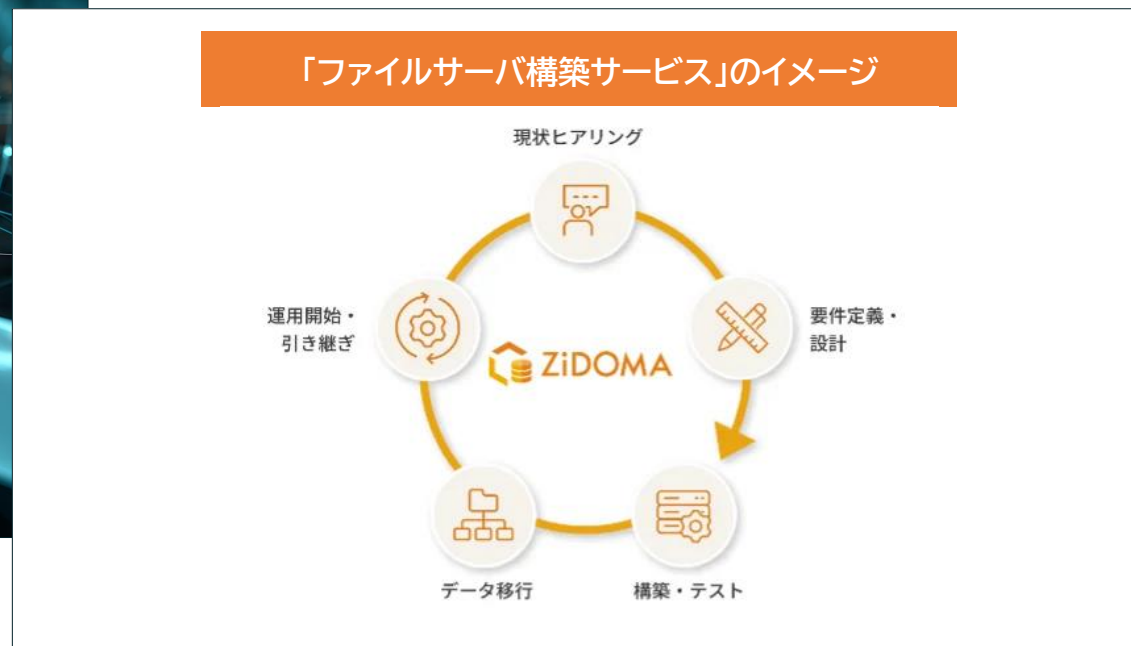 「ファイルサーバ構築サービス」のイメージ
現状ヒアリング
要件定義・
設計
運用開始・
引き継ぎ
ZiDOMA
データ移行
構築・テスト